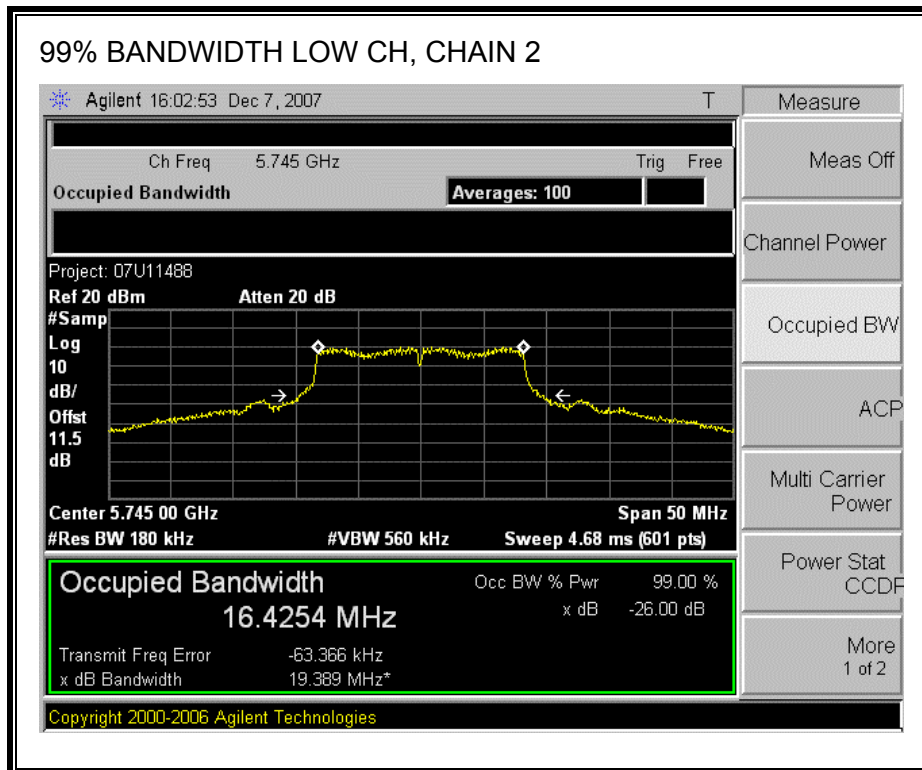 99% BANDWIDTH LOW CH, CHAIN 2
Agilent 16:02:53 Dec 7, 2007 T
Measure
Meas Off
Channel Power
Occupied BW
ACP
Multi Carrier
Power
Power Stat
CCDF
More
1 of 2
Ch Freq 5.745 GHz Trig Free
Occupied Bandwidth Averages: 100
Project: 07U11488
Ref 20 dBm Atten 20 dB
#Samp
Log
10
dB/
Offst
11.5
dB
Center 5.745 00 GHz Span 50 MHz
#Res BW 180 kHz #VBW 560 kHz Sweep 4.68 ms (601 pts)
Occupied Bandwidth Occ BW % Pwr 99.00 %
16.4254 MHz x dB -26.00 dB
Transmit Freq Error -63.366 kHz
x dB Bandwidth 19.389 MHz*
Copyright 2000-2006 Agilent Technologies